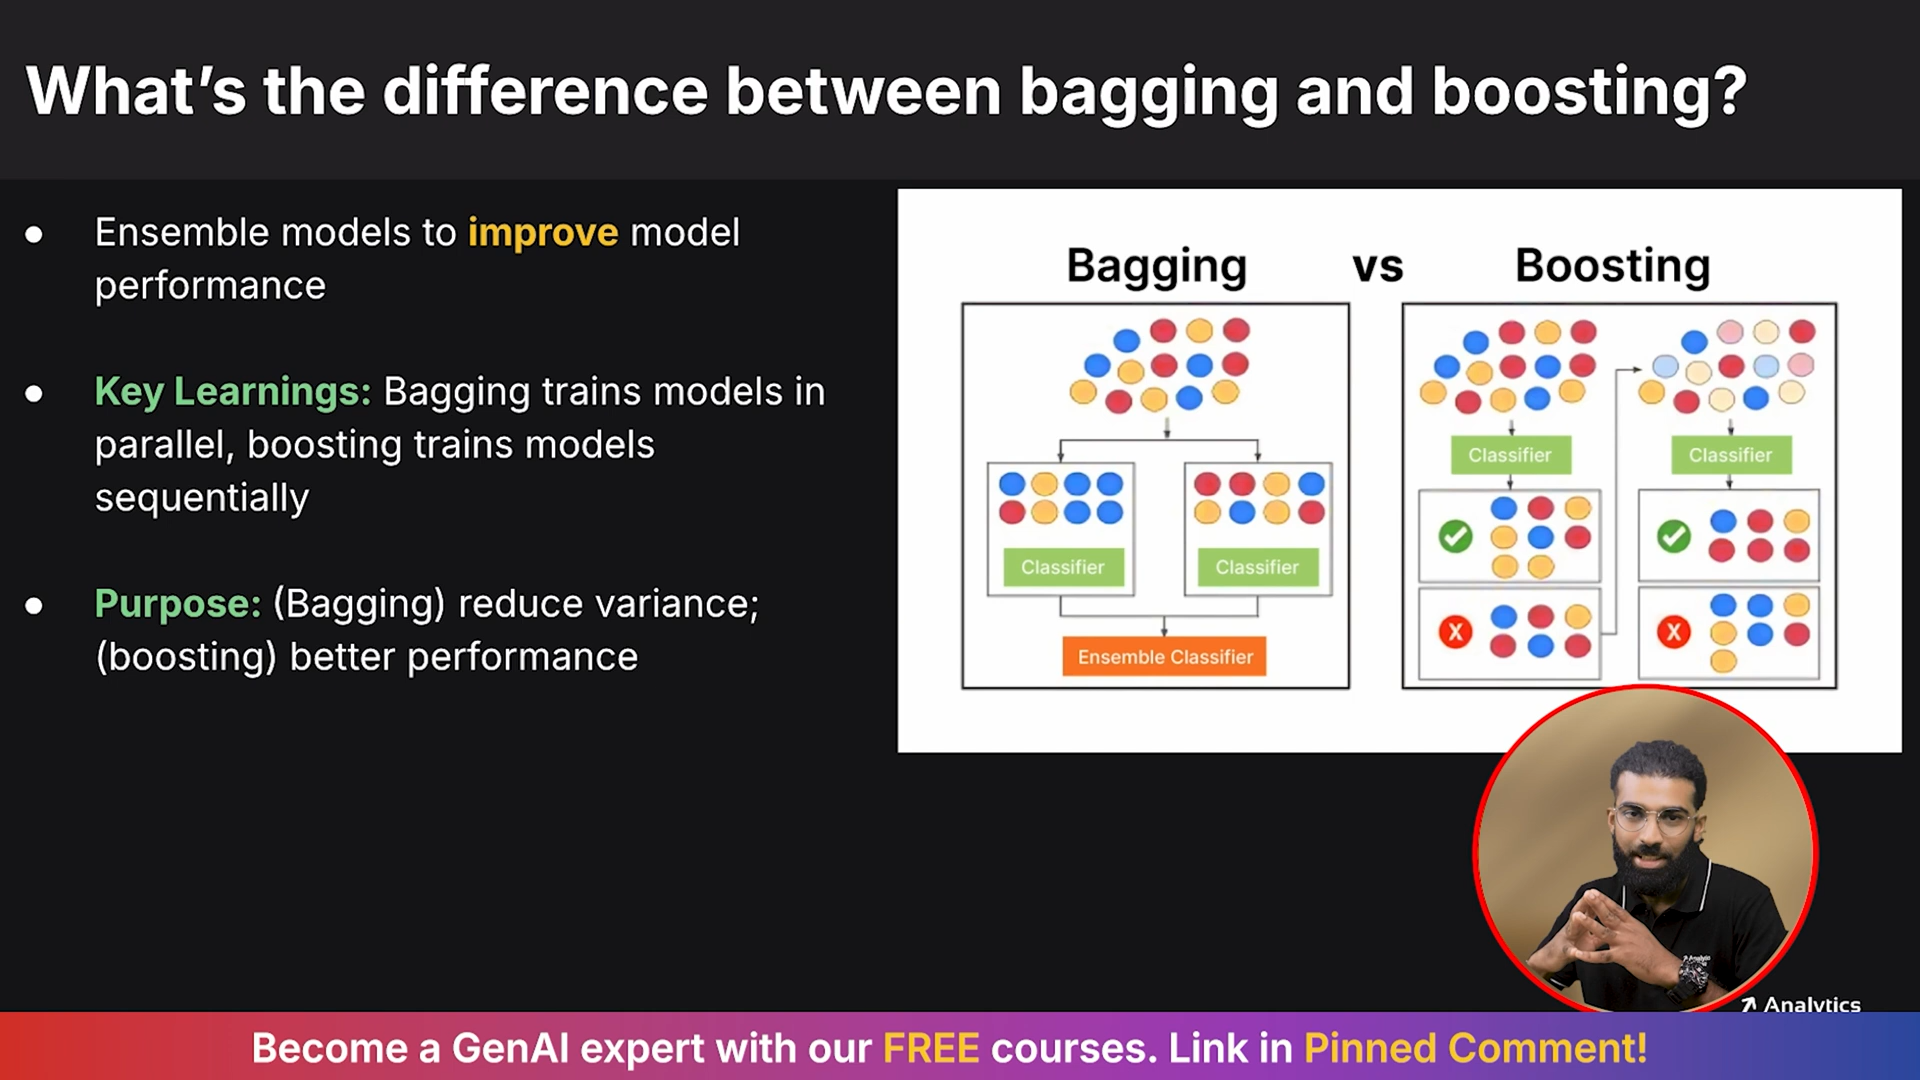 What's the difference between bagging and boosting?
● Ensemble models to improve model
performance
● Key Learnings: Bagging trains models in
parallel, boosting trains models
sequentially
● Purpose: (Bagging) reduce variance;
(boosting) better performance
Bagging vs Boosting
Classifier
Classifier
Ensemble Classifier
Classifier
Classifier
X
X
Analytics
Become a GenAI expert with our FREE courses. Link in Pinned Comment!